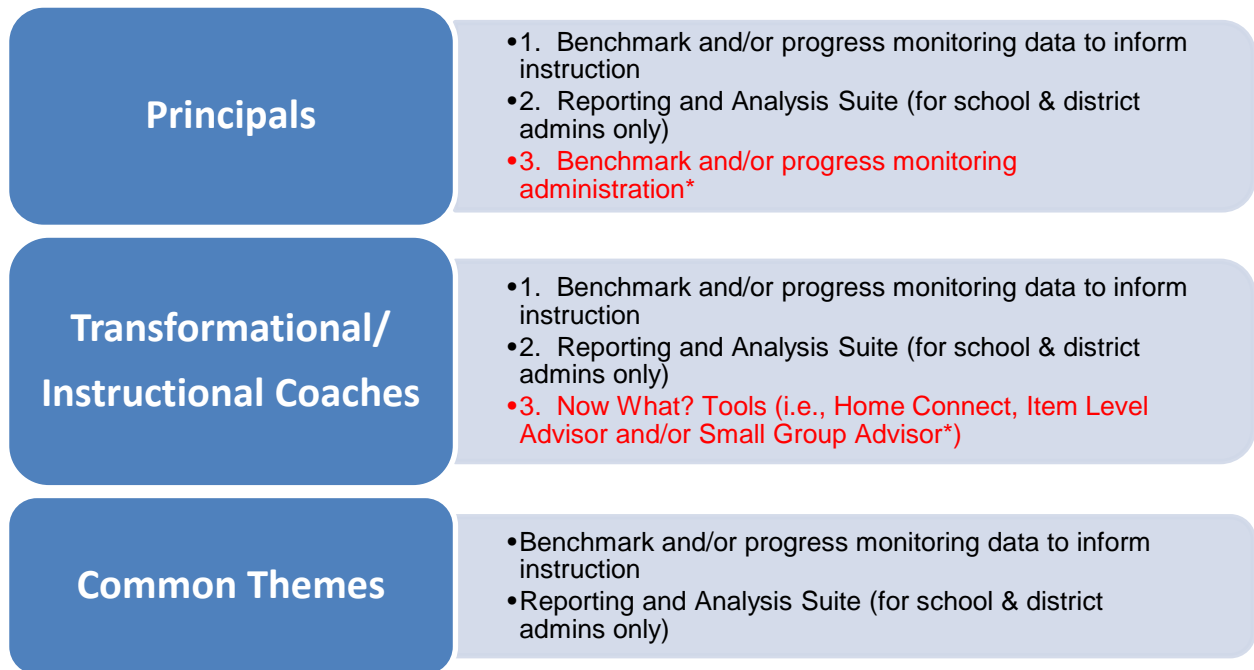 Principals
•1. Benchmark and/or progress monitoring data to inform
instruction
•2. Reporting and Analysis Suite (for school & district
admins only)
•3. Benchmark and/or progress monitoring
administration*
Transformational/
Instructional Coaches
•1. Benchmark and/or progress monitoring data to inform
instruction
•2. Reporting and Analysis Suite (for school & district
admins only)
•3. Now What? Tools (i.e., Home Connect, Item Level
Advisor and/or Small Group Advisor*)
Common Themes
•Benchmark and/or progress monitoring data to inform
instruction
•Reporting and Analysis Suite (for school & district
admins only)